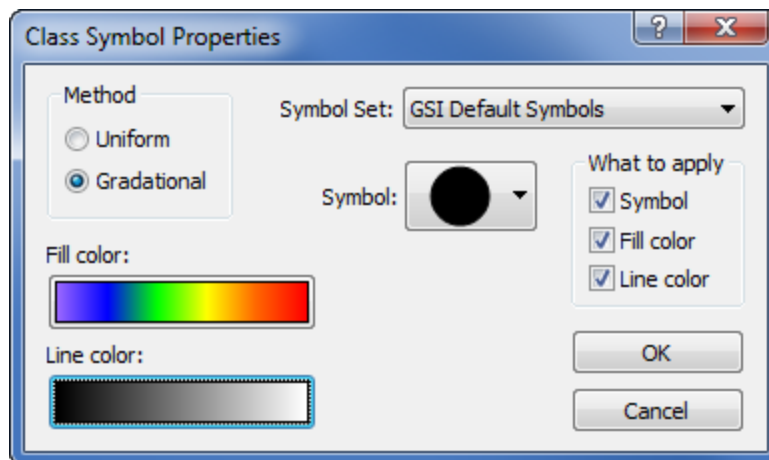 Class Symbol Properties
?
X
Method
Uniform
Gradational
Symbol Set:
GSI Default Symbols
Symbol:
What to apply
Symbol
Fill color
Line color
Fill color:
Line color:
OK
Cancel